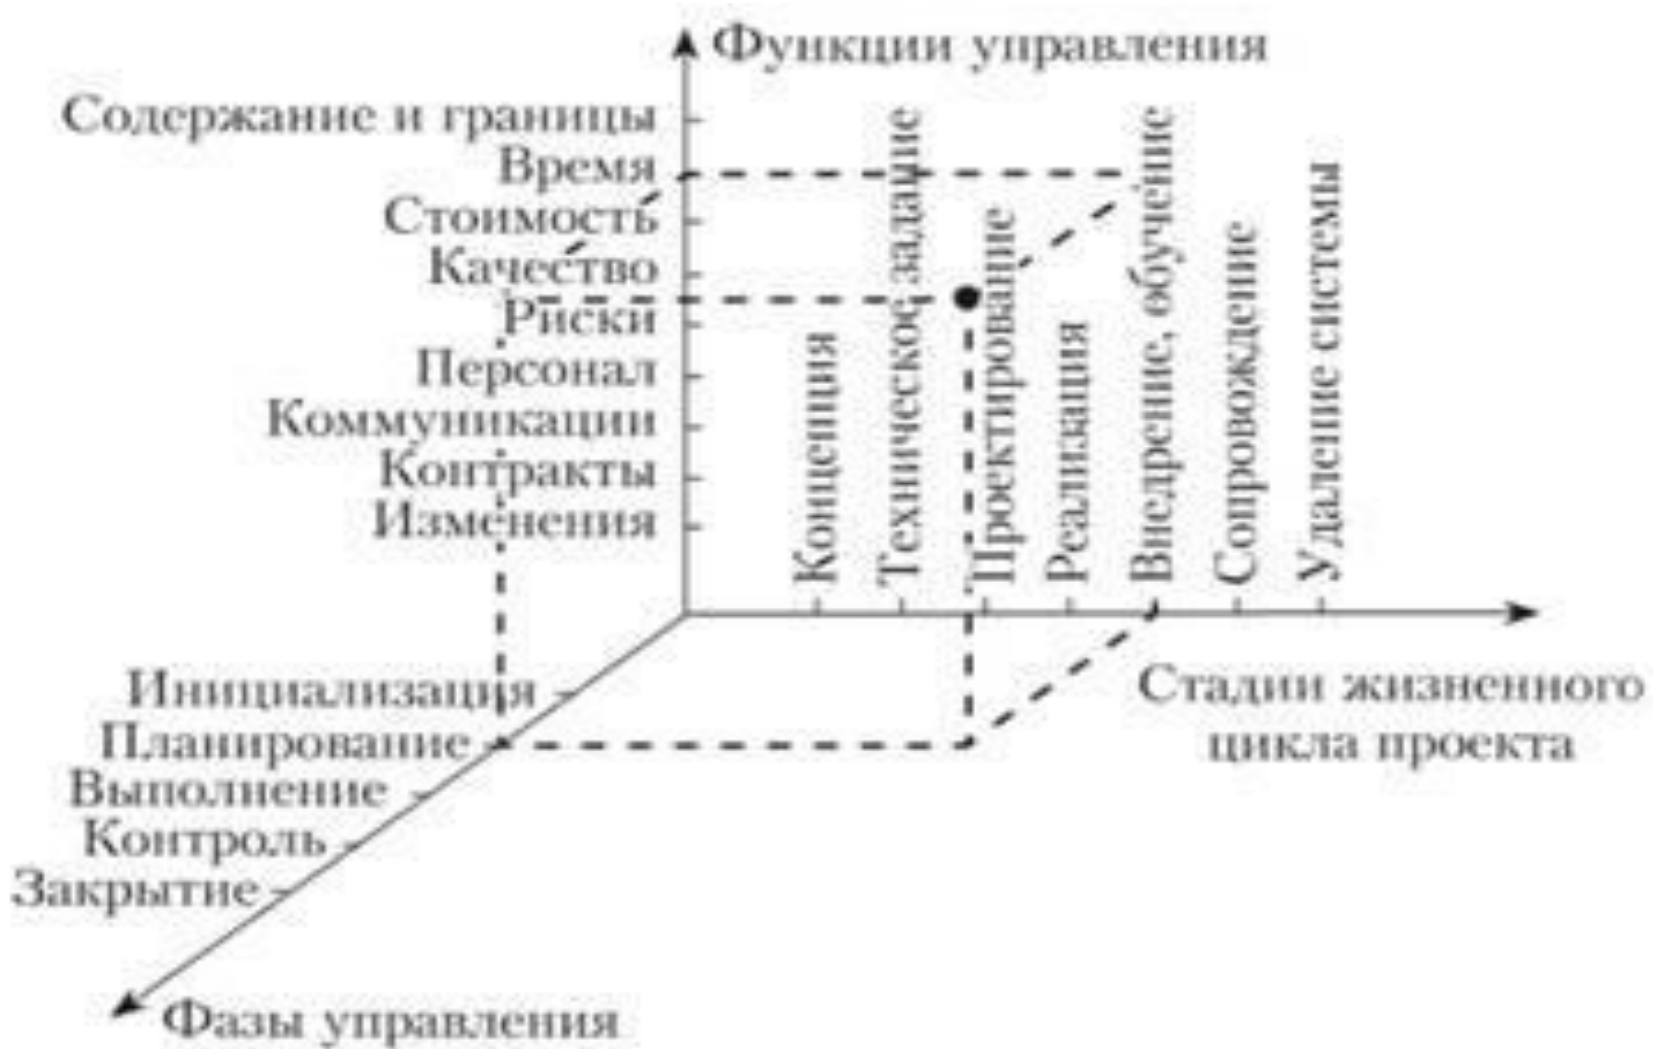 Функции управления
Содержание и границы
Время
Стоимость
Качество
Риски
Персонал
Коммуникации
Контракты
Изменения
Концепция
Техническое задание
Проектирование
Реализация
Внедрение, обучение
Сопровождение
Удаление системы
Стадии жизненного
цикла проекта
Инициализация
Планирование
Выполнение
Контроль
Закрытие
Фазы управления